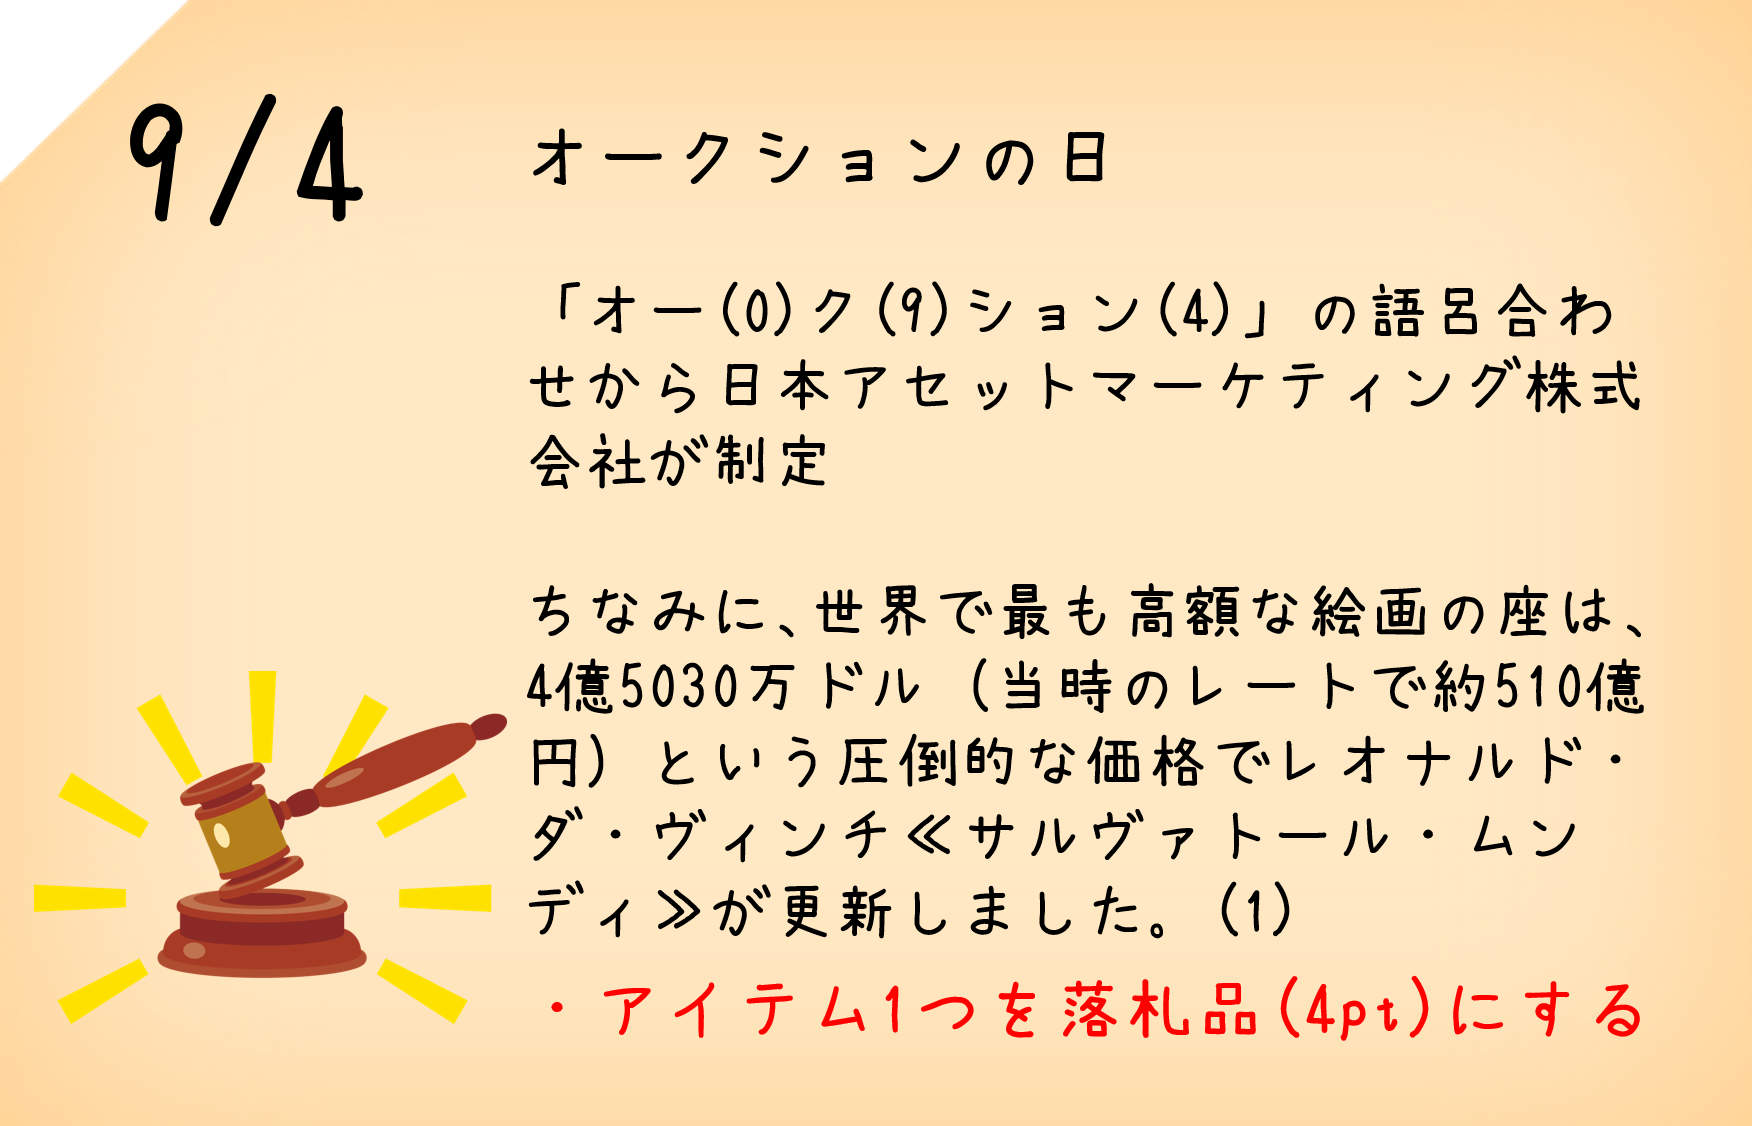 9/4
オークションの日
「オー(0)ク(9)ション(4)」の語呂合わ
せから日本アセットマーケティング株式
会社が制定
ちなみに、世界で最も高額な絵画の座は、
4億5030万ドル（当時のレートで約510億
円）という圧倒的な価格でレオナルド・
ダ・ヴィンチ≪サルヴァトール・ムン
ディ≫が更新しました。(1)
・アイテム1つを落札品(4pt)にする